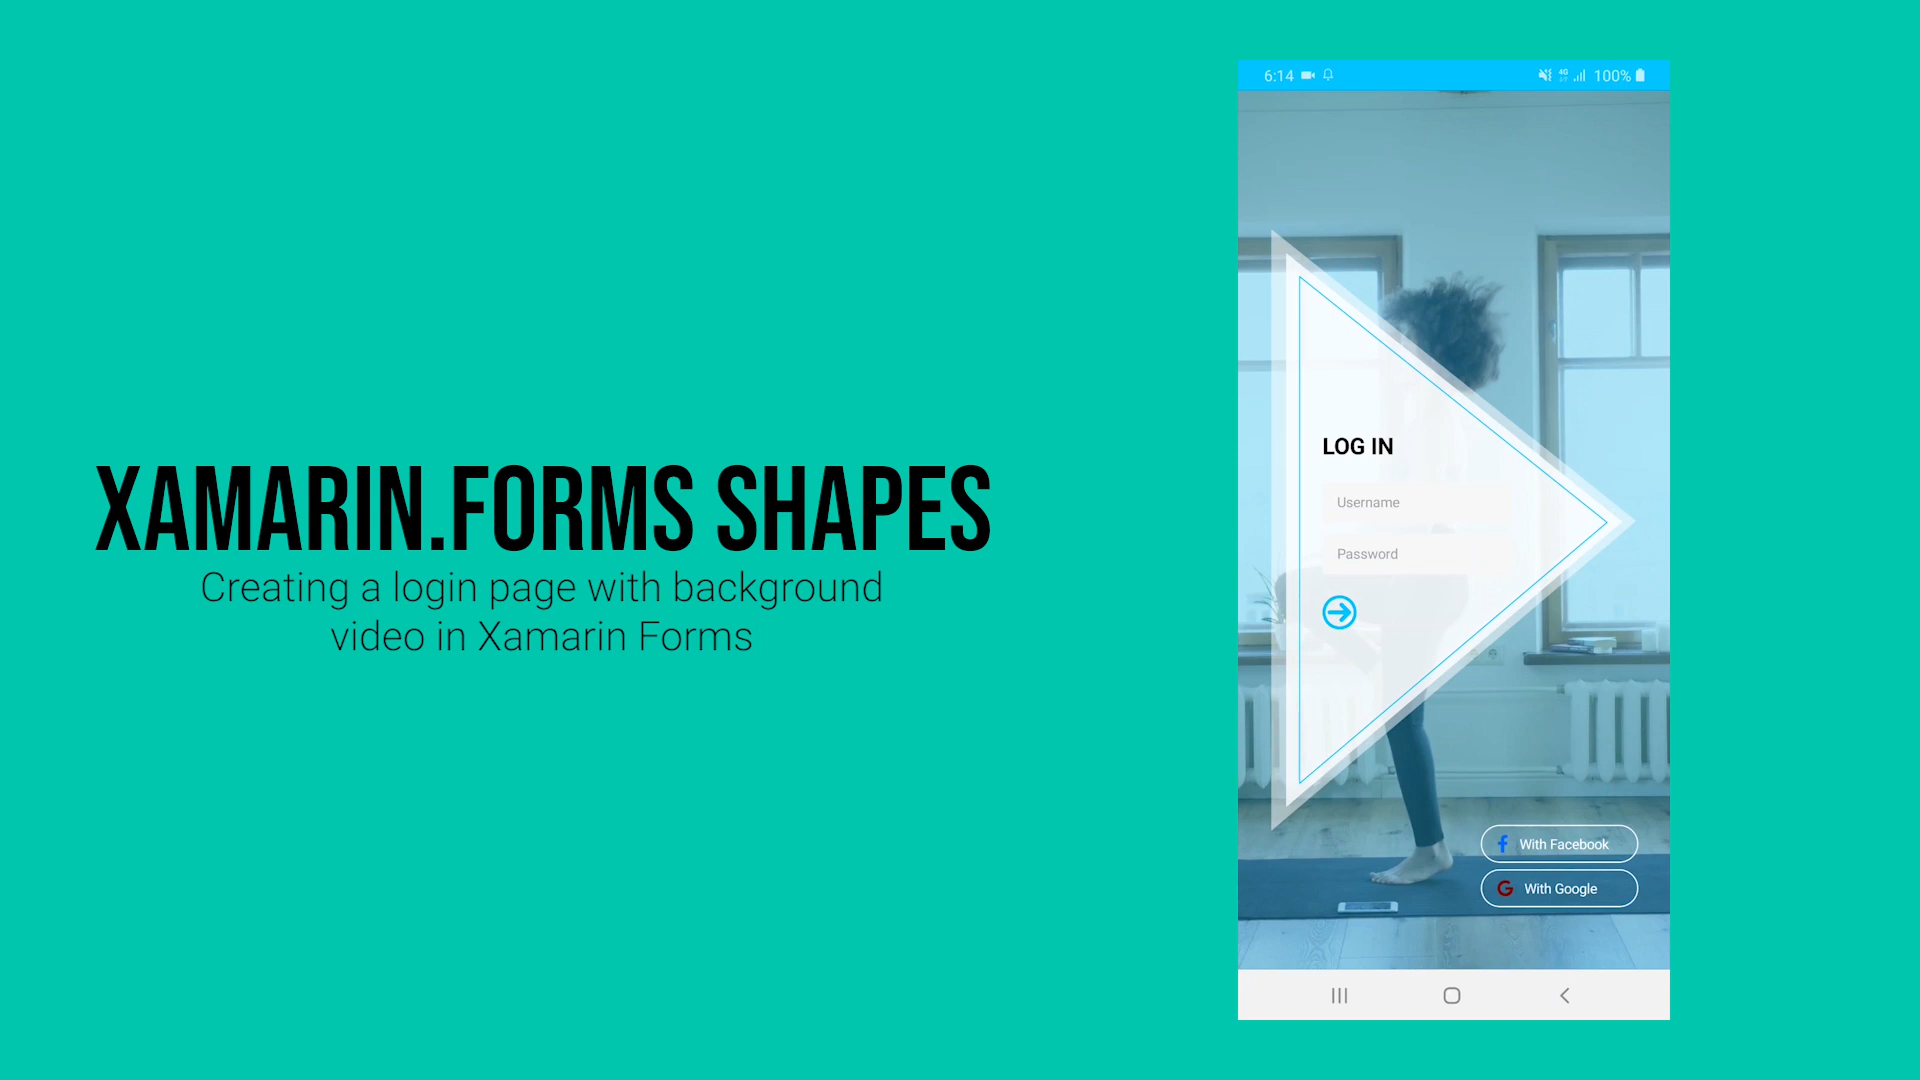 XAMARIN.FORMS SHAPES
Creating a login page with background
video in Xamarin Forms
6:14
4G
100%
LOG IN
Username
Password
With Facebook
With Google